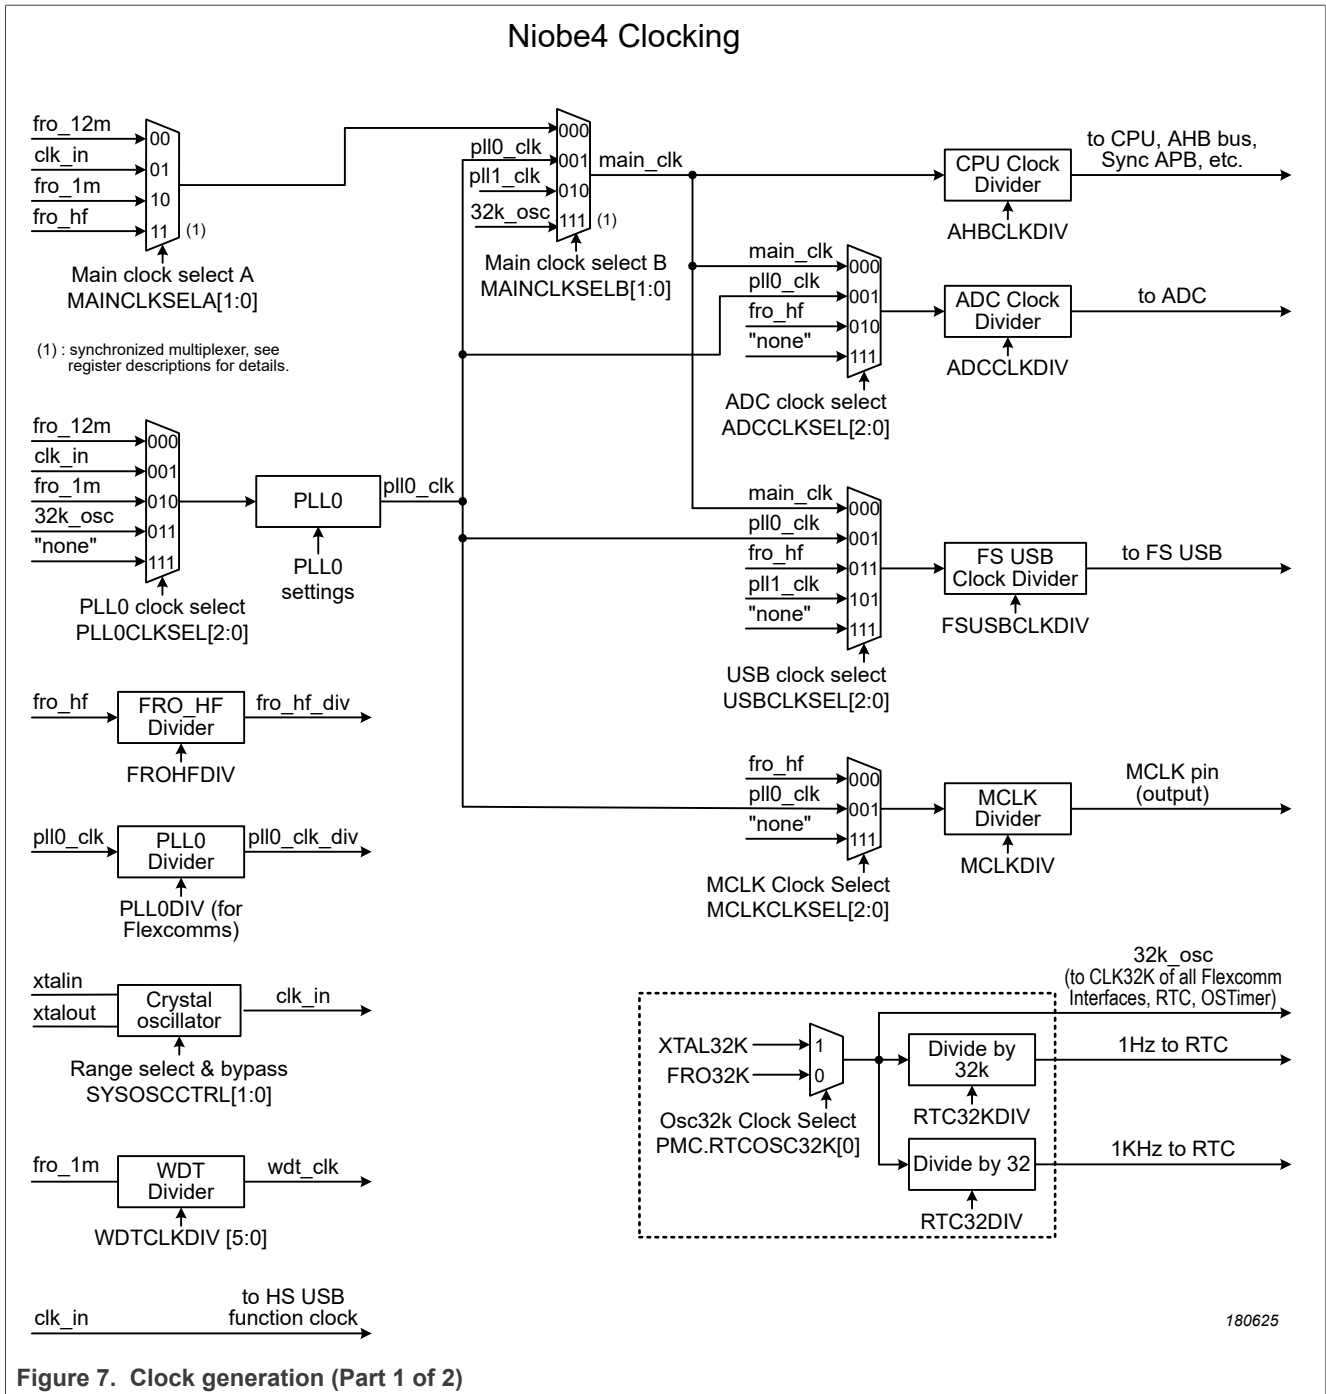 Niobe4 Clocking
fro_12m
clk_in
fro_1m
fro_hf
00
01
10
11
(1)
Main clock select A
MAINCLKSELA[1:0]
(1) : synchronized multiplexer, see
register descriptions for details.
pll0_clk
pll1_clk
32k_osc
000
001
010
111
(1)
Main clock select B
MAINCLKSELB[1:0]
main_clk
CPU Clock
Divider
AHBCLKDIV
to CPU, AHB bus,
Sync APB, etc.
main_clk
pll0_clk
fro_hf
"none"
000
001
010
111
ADC clock select
ADCCLKSEL[2:0]
ADC Clock
Divider
ADCCLKDIV
to ADC
fro_12m
clk_in
fro_1m
32k_osc
"none"
000
001
010
011
111
PLL0 clock select
PLL0CLKSEL[2:0]
PLL0
PLL0
settings
pll0_clk
main_clk
pll0_clk
fro_hf
pll1_clk
"none"
000
001
011
101
111
USB clock select
USBCLKSEL[2:0]
FS USB
Clock Divider
FSUSBCLKDIV
to FS USB
fro_hf
FRO_HF
Divider
fro_hf_div
FROHFDIV
fro_hf
pll0_clk
"none"
000
001
111
MCLK Clock Select
MCLKCLKSEL[2:0]
MCLK
Divider
MCLKDIV
MCLK pin
(output)
pll0_clk
PLL0
Divider
pll0_clk_div
PLL0DIV (for
Flexcomms)
xtalin
xtalout
Crystal
oscillator
clk_in
Range select & bypass
SYSOSCCTRL[1:0]
32k_osc
(to CLK32K of all Flexcomm
Interfaces, RTC, OSTimer)
XTAL32K
FRO32K
1
0
Osc32k Clock Select
PMC.RTCOSC32K[0]
Divide by
32k
RTC32KDIV
1Hz to RTC
Divide by 32
RTC32DIV
1KHz to RTC
fro_1m
WDT
Divider
wdt_clk
WDTCLKDIV [5:0]
clk_in
to HS USB
function clock
180625
Figure 7. Clock generation (Part 1 of 2)